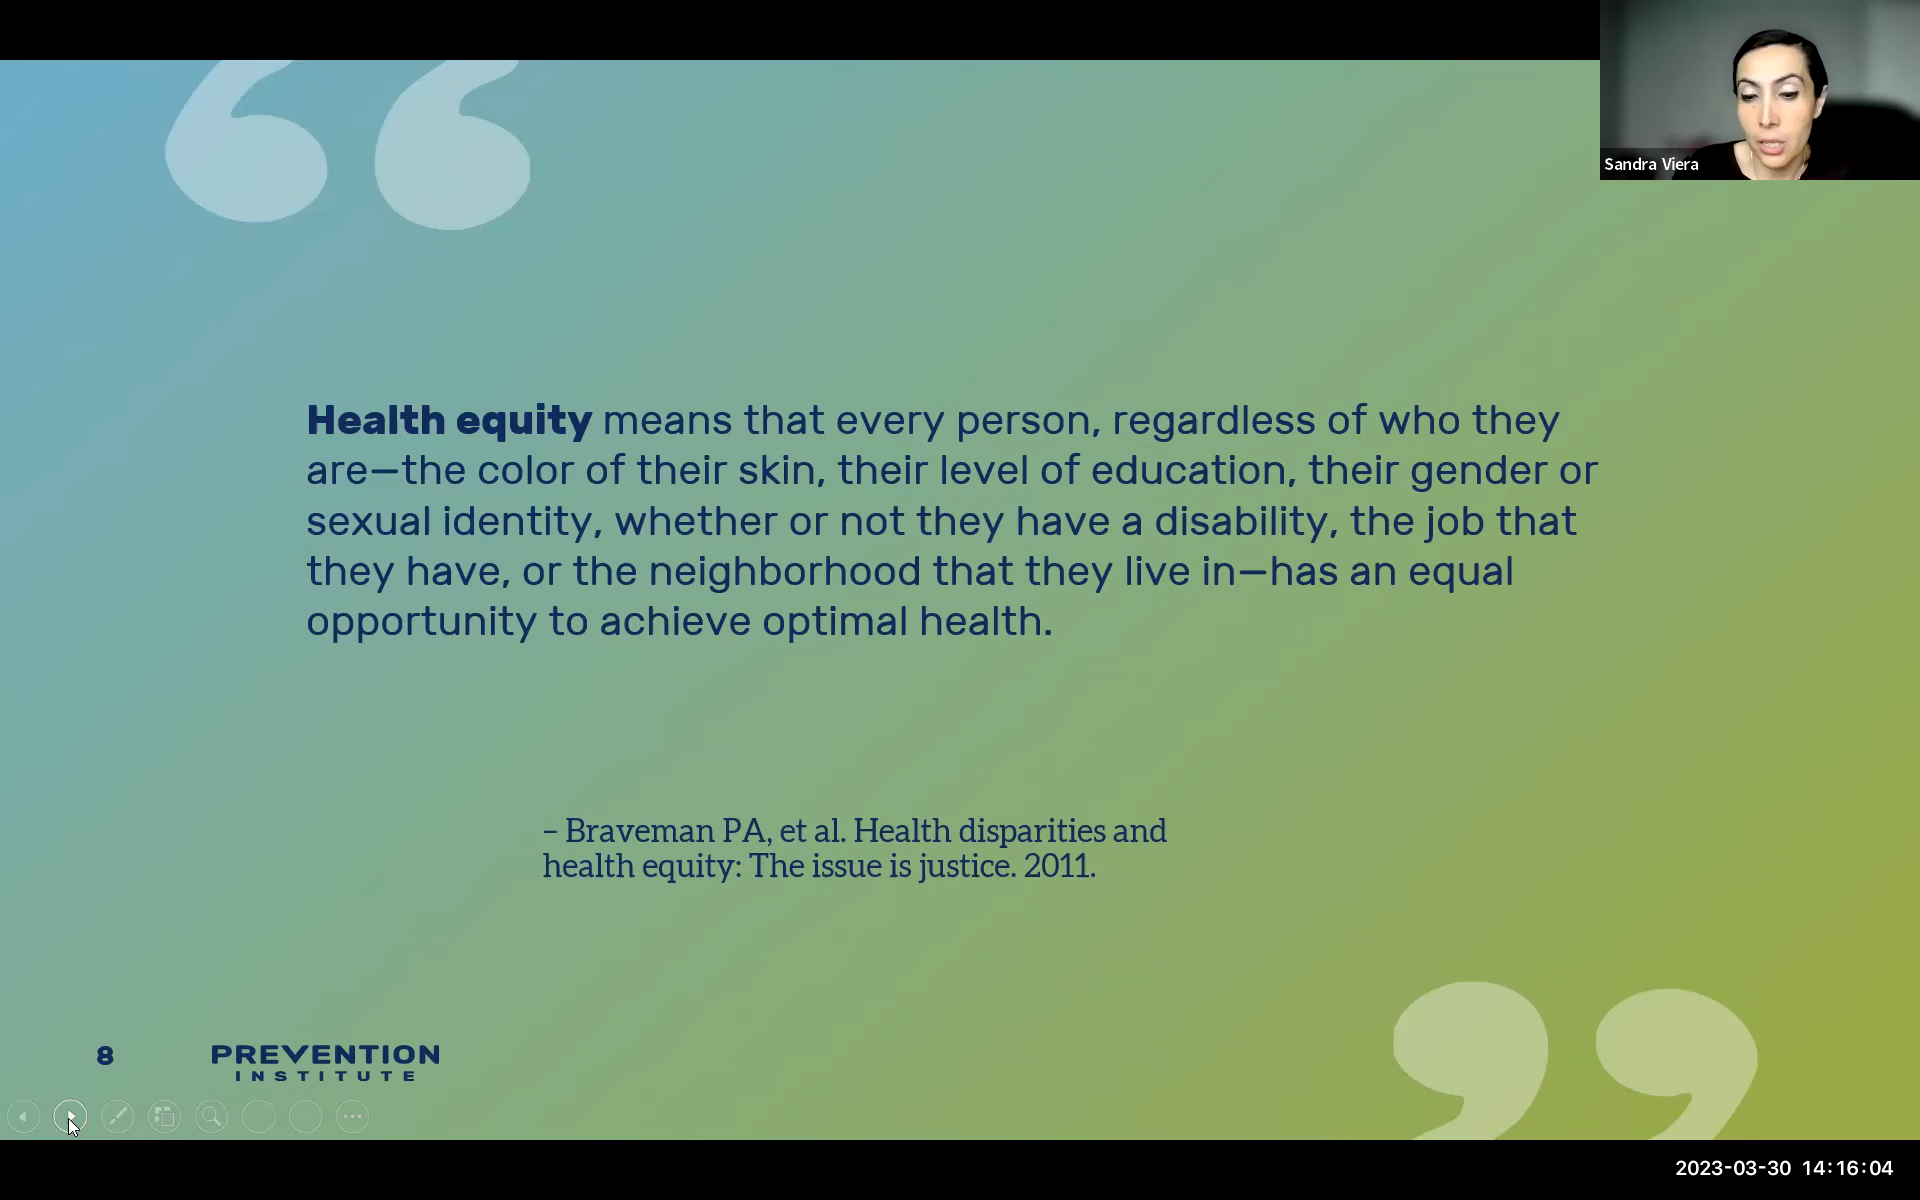 Sandra Viera
Health equity means that every person, regardless of who they
are—the color of their skin, their level of education, their gender or
sexual identity, whether or not they have a disability, the job that
they have, or the neighborhood that they live in—has an equal
opportunity to achieve optimal health.
– Braveman PA, et al. Health disparities and
health equity: The issue is justice. 2011.
8
PREVENTION
INSTITUTE
2023-03-30 14:16:04